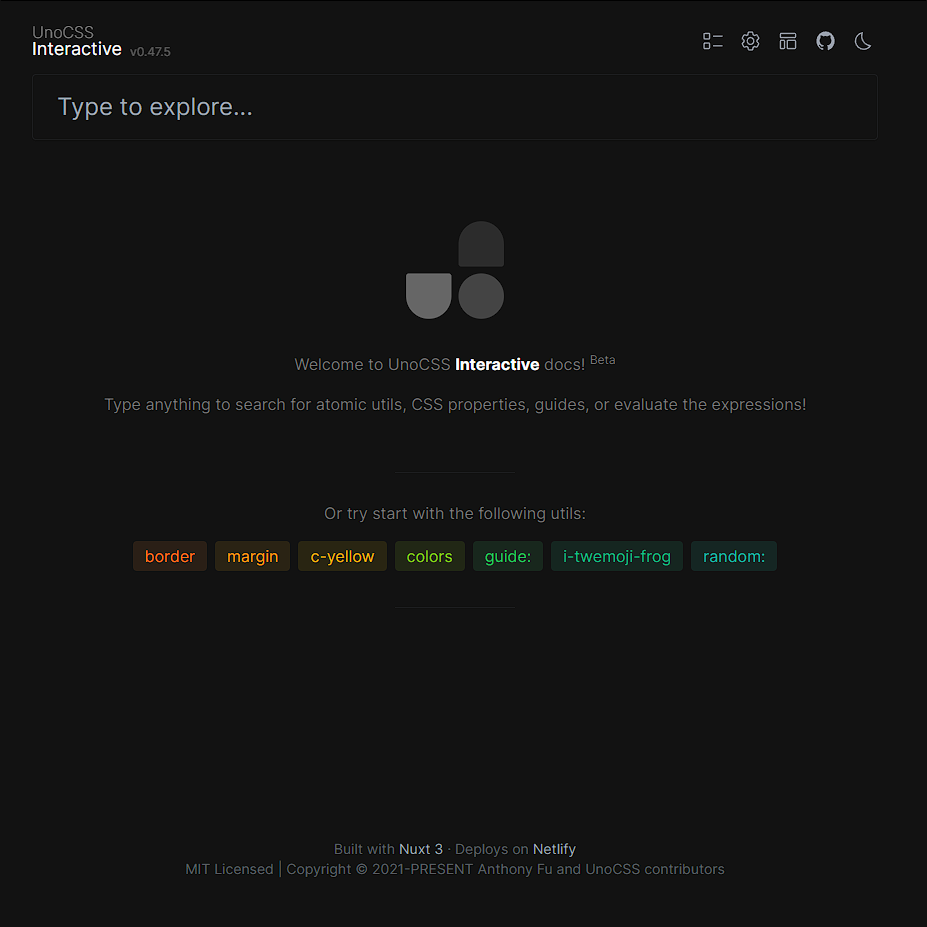 UnoCSS
Interactive v0.47.5
Type to explore...
Welcome to UnoCSS Interactive docs! Beta
Type anything to search for atomic utils, CSS properties, guides, or evaluate the expressions!
Or try start with the following utils:
border margin c-yellow colors guide: i-twemoji-frog random:
Built with Nuxt 3 · Deploys on Netlify
MIT Licensed | Copyright © 2021-PRESENT Anthony Fu and UnoCSS contributors